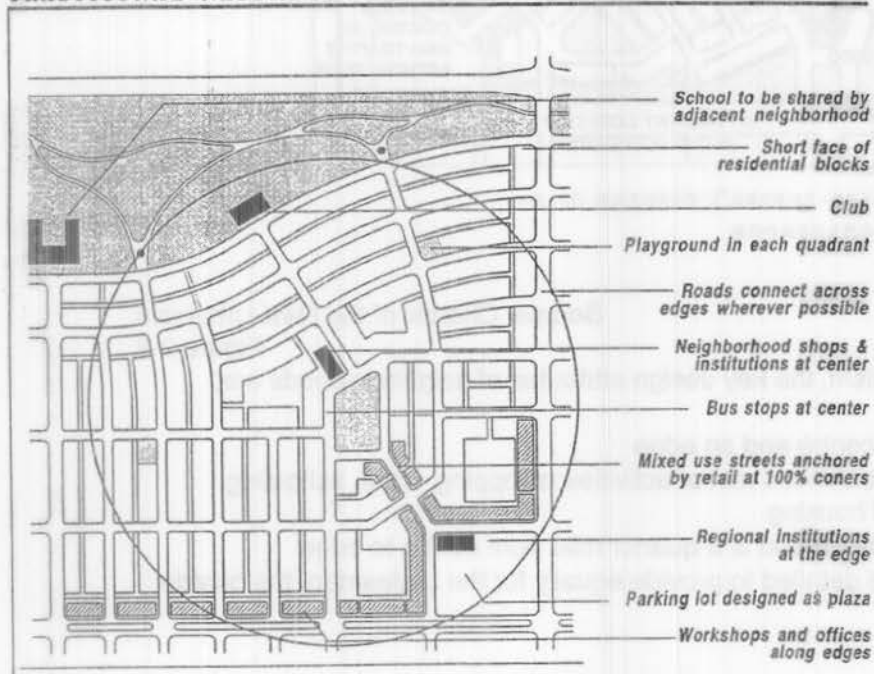 School to be shared by
adjacent neighborhood
Short face of
residential blocks
Club
Playground in each quadrant
Roads connect across
edges wherever possible
Neighborhood shops &
institutions at center
Bus stops at center
Mixed use streets anchored
by retail at 100% coners
Regional Institutions
at the edge
Parking lot designed as plaza
Workshops and offices
along edges